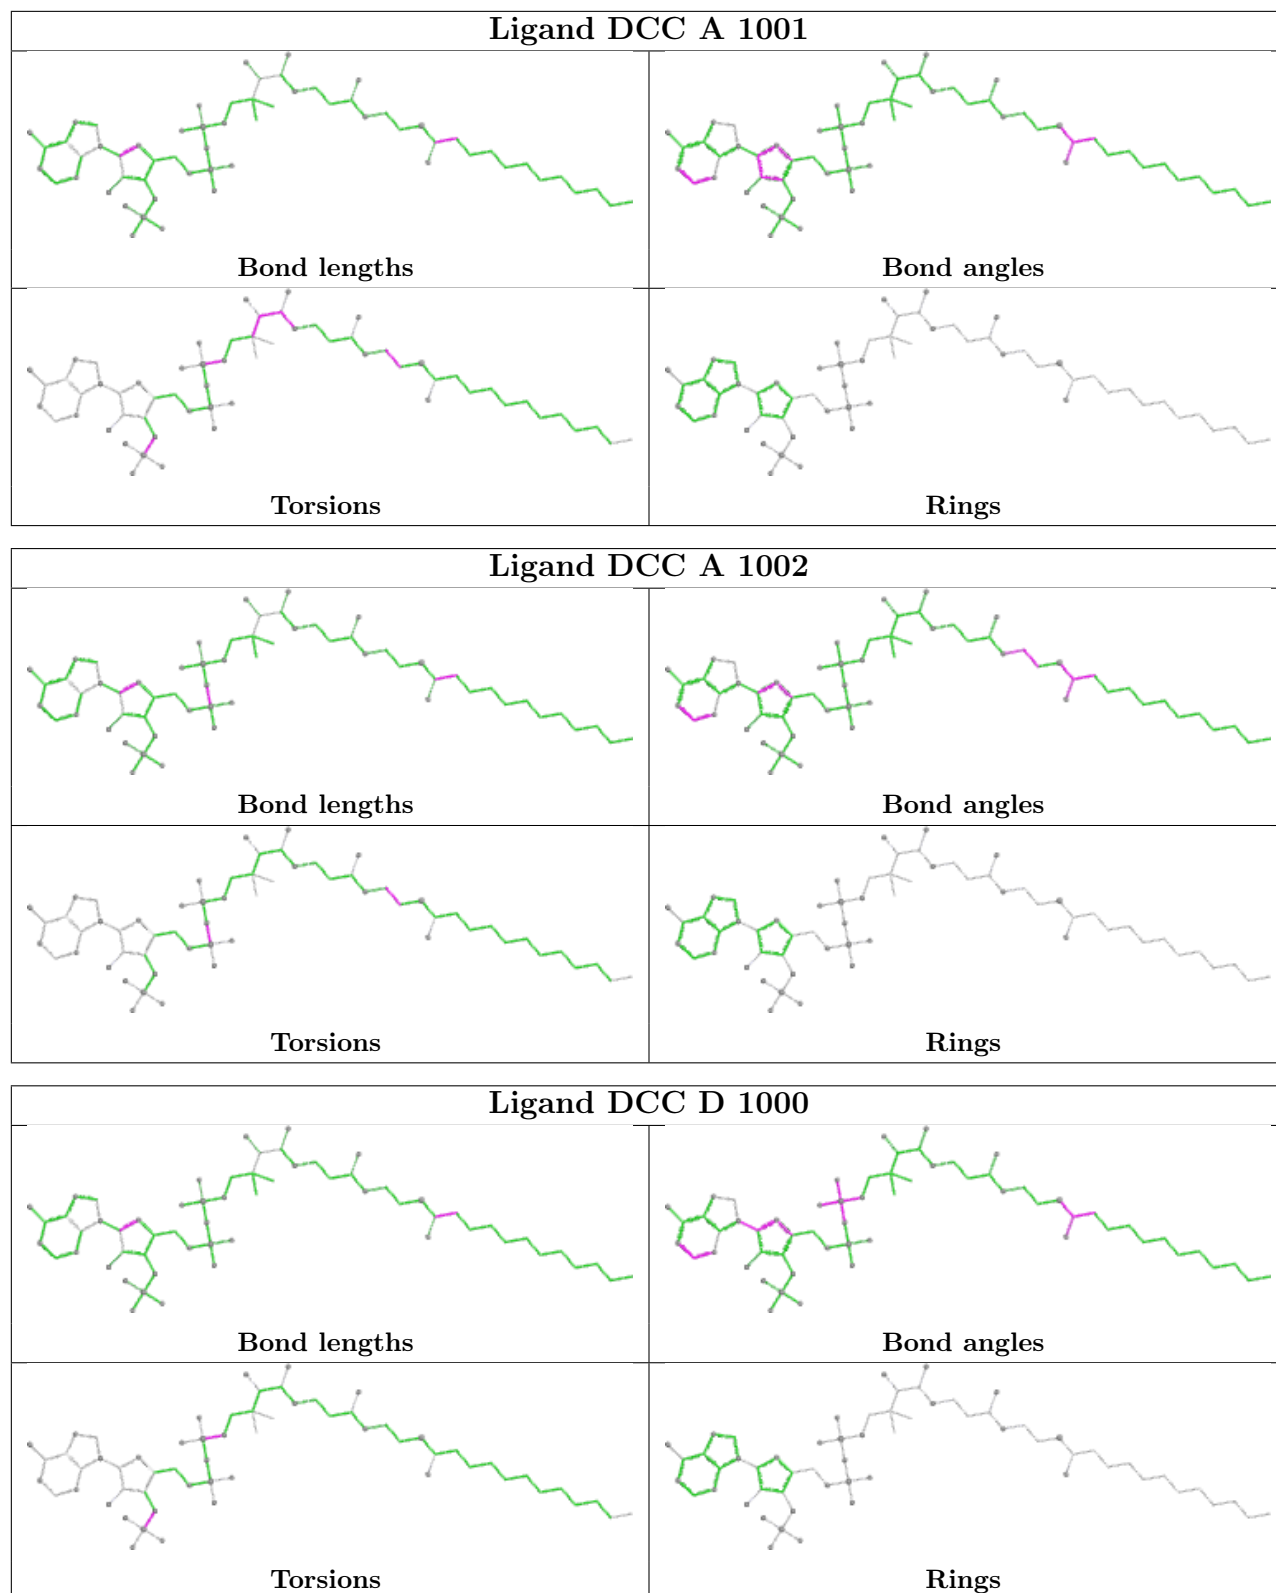 Ligand DCC A 1001
Bond lengths
Bond angles
Torsions
Rings
Ligand DCC A 1002
Bond lengths
Bond angles
Torsions
Rings
Ligand DCC D 1000
Bond lengths
Bond angles
Torsions
Rings